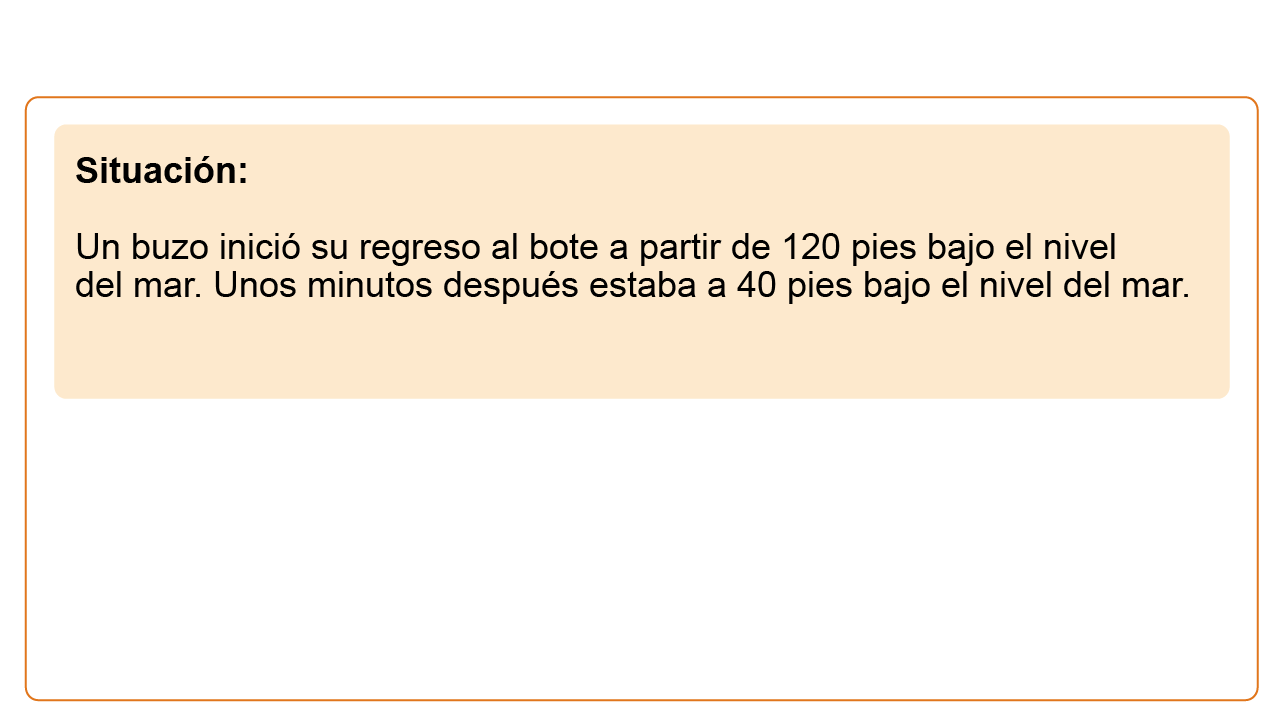 Situación:
Un buzo inició su regreso al bote a partir de 120 pies bajo el nivel
del mar. Unos minutos después estaba a 40 pies bajo el nivel del mar.